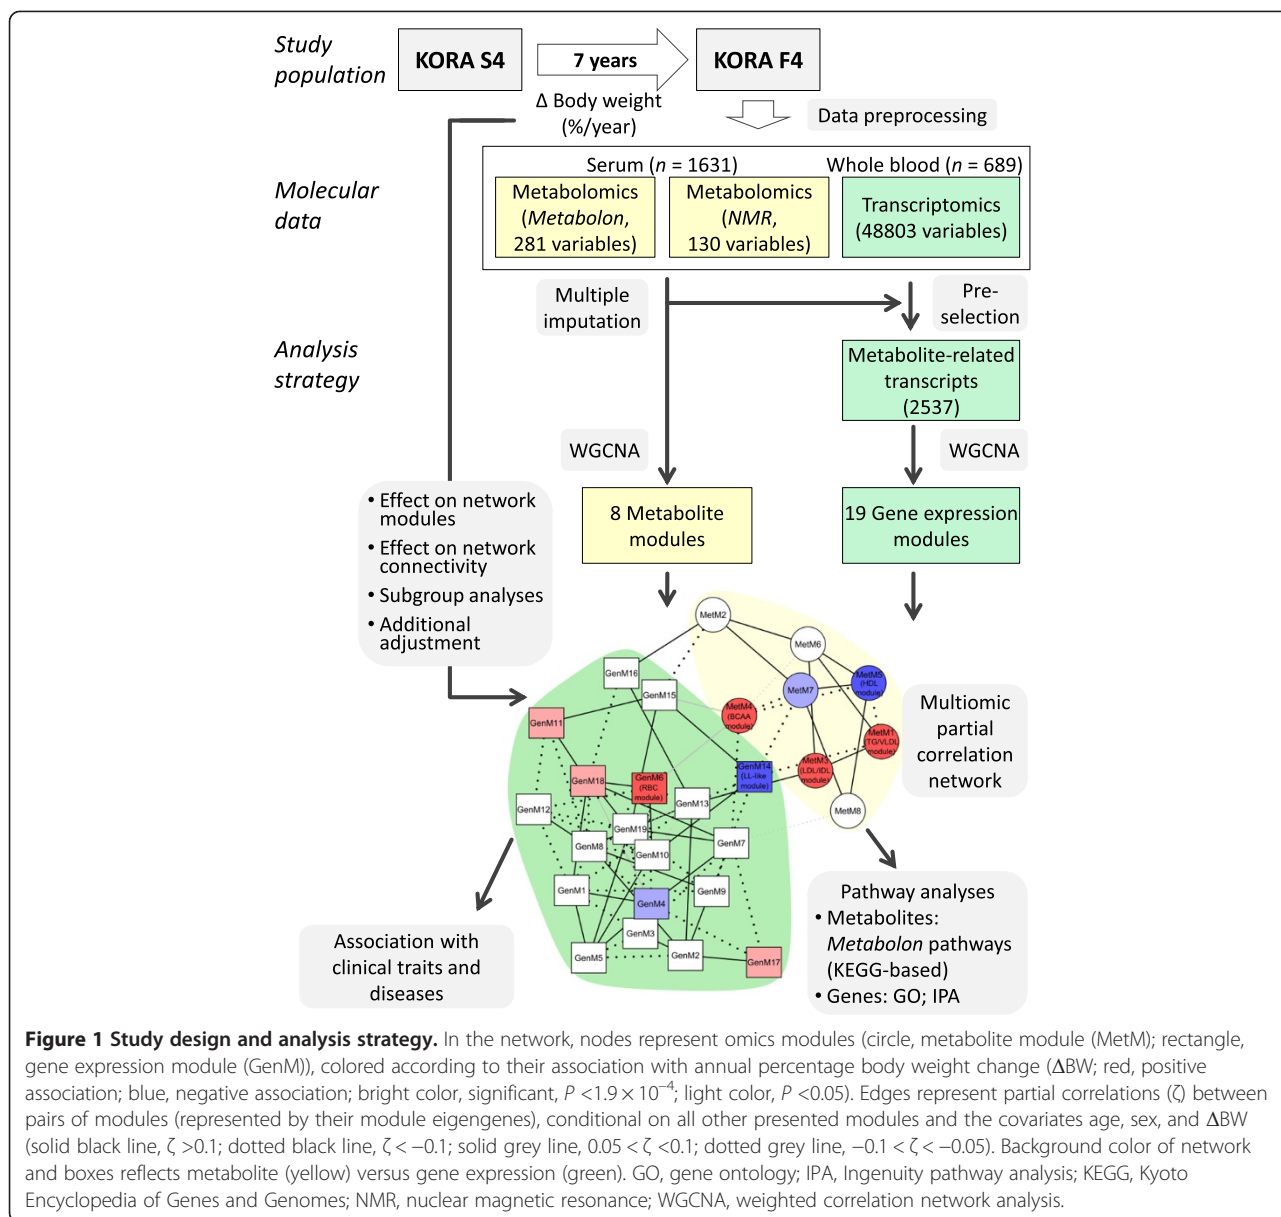 Study
population
KORA S4
7 years
KORA F4
Δ Body weight
(%/year)
Data preprocessing
Molecular
data
Serum (n = 1631)
Whole blood (n = 689)
Metabolomics
(Metabolon,
281 variables)
Metabolomics
(NMR,
130 variables)
Transcriptomics
(48803 variables)
Multiple
imputation
Pre-
selection
Analysis
strategy
Metabolite-related
transcripts
(2537)
WGCNA
WGCNA
• Effect on network
modules
• Effect on network
connectivity
• Subgroup analyses
• Additional
adjustment
8 Metabolite
modules
19 Gene expression
modules
MetM2
MetM6
GenM16
GenM15
MetM7
MetM5
(HDL
module)
MetM4
(BCAA
module)
GenM11
MetM1
(TG/VLDL
module)
MetM3
(LDL/IDL
module)
GenM18
GenM6
(RBC
module)
GenM14
(LL-like
module)
GenM12
GenM13
MetM8
GenM19
GenM8
GenM10
GenM7
GenM1
GenM9
GenM4
GenM3
GenM5
GenM2
GenM17
Multiomic
partial
correlation
network
Association with
clinical traits and
diseases
Pathway analyses
• Metabolites:
Metabolon pathways
(KEGG-based)
• Genes: GO; IPA
Figure 1 Study design and analysis strategy. In the network, nodes represent omics modules (circle, metabolite module (MetM); rectangle,
gene expression module (GenM)), colored according to their association with annual percentage body weight change (ΔBW; red, positive
association; blue, negative association; bright color, significant, P <1.9 × 10⁻⁴; light color, P <0.05). Edges represent partial correlations (ζ) between
pairs of modules (represented by their module eigengenes), conditional on all other presented modules and the covariates age, sex, and ΔBW
(solid black line, ζ >0.1; dotted black line, ζ < −0.1; solid grey line, 0.05 < ζ <0.1; dotted grey line, −0.1 < ζ < −0.05). Background color of network
and boxes reflects metabolite (yellow) versus gene expression (green). GO, gene ontology; IPA, Ingenuity pathway analysis; KEGG, Kyoto
Encyclopedia of Genes and Genomes; NMR, nuclear magnetic resonance; WGCNA, weighted correlation network analysis.